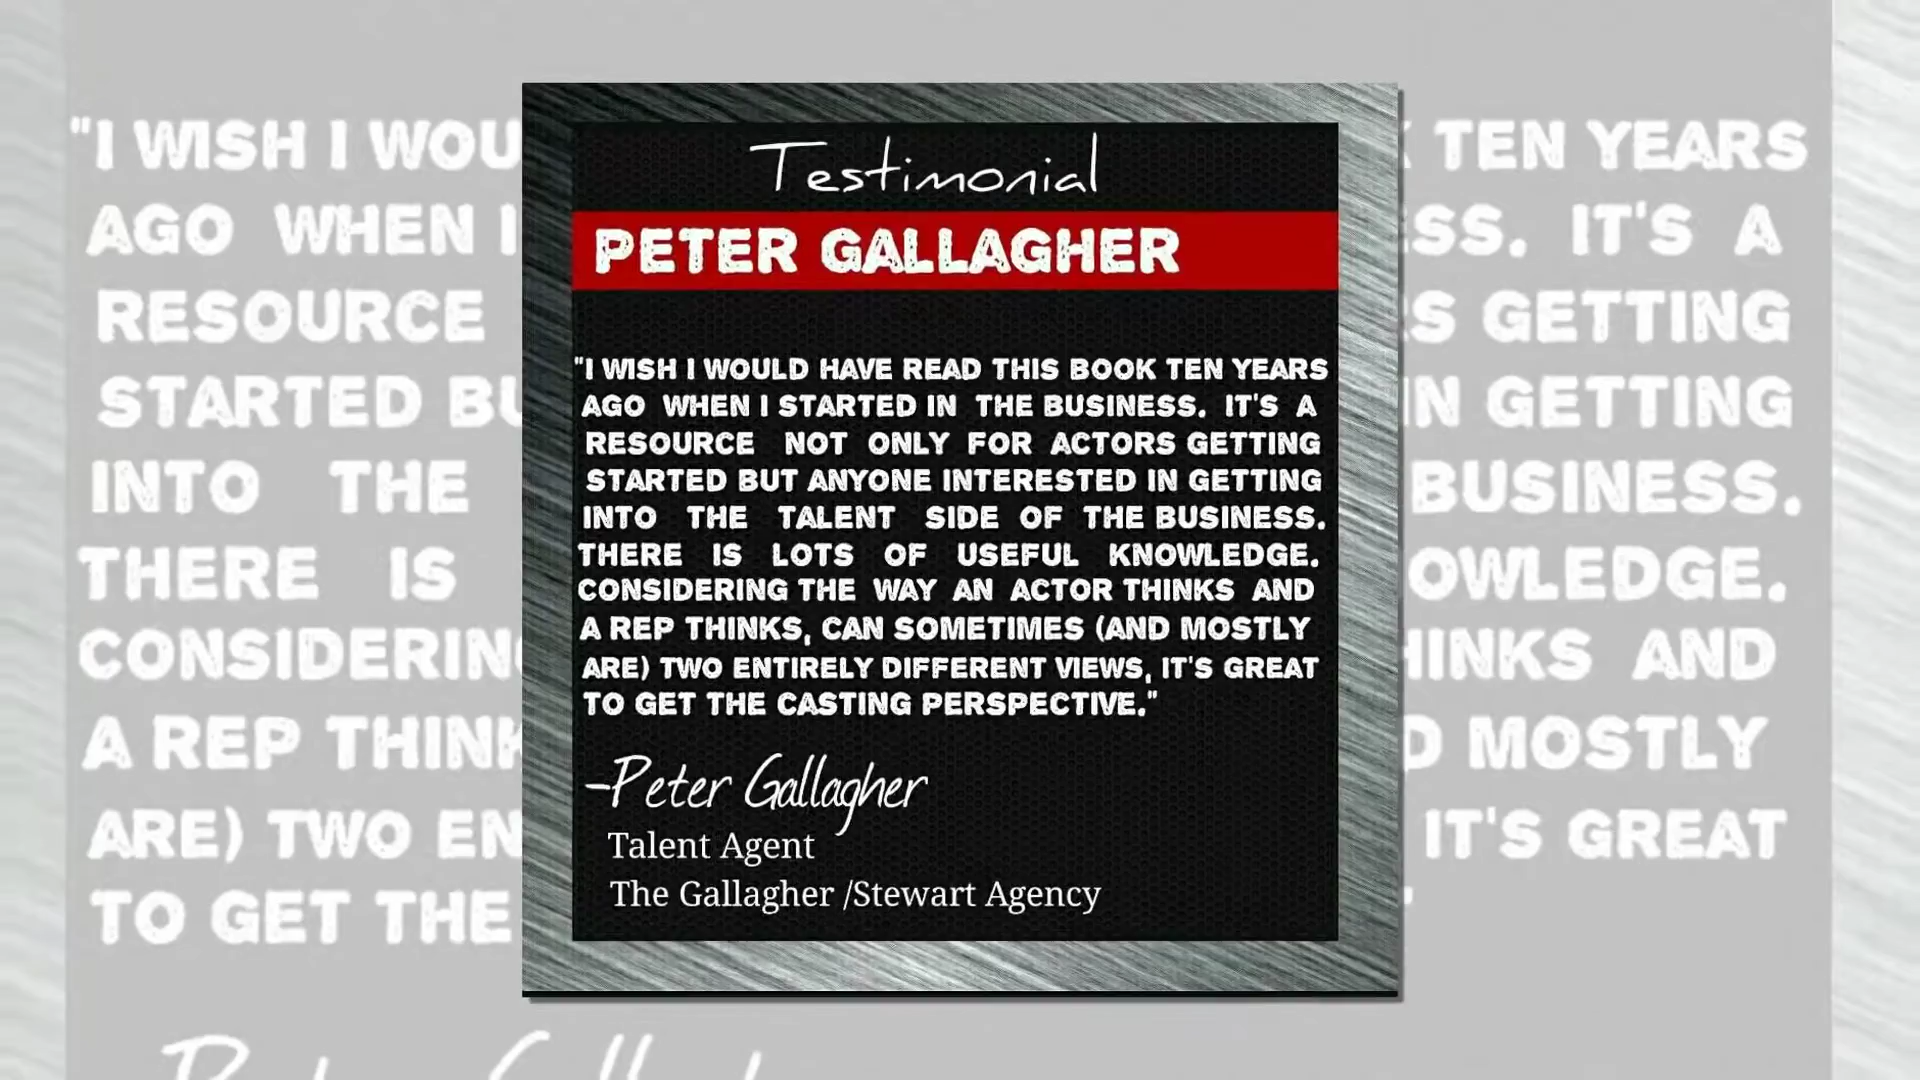 Testimonial
PETER GALLAGHER
"I WISH I WOULD HAVE READ THIS BOOK TEN YEARS
AGO WHEN I STARTED IN THE BUSINESS. IT'S A
RESOURCE NOT ONLY FOR ACTORS GETTING
STARTED BUT ANYONE INTERESTED IN GETTING
INTO THE TALENT SIDE OF THE BUSINESS.
THERE IS LOTS OF USEFUL KNOWLEDGE.
CONSIDERING THE WAY AN ACTOR THINKS AND
A REP THINKS, CAN SOMETIMES (AND MOSTLY
ARE) TWO ENTIRELY DIFFERENT VIEWS, IT'S GREAT
TO GET THE CASTING PERSPECTIVE."
-Peter Gallagher
Talent Agent
The Gallagher /Stewart Agency